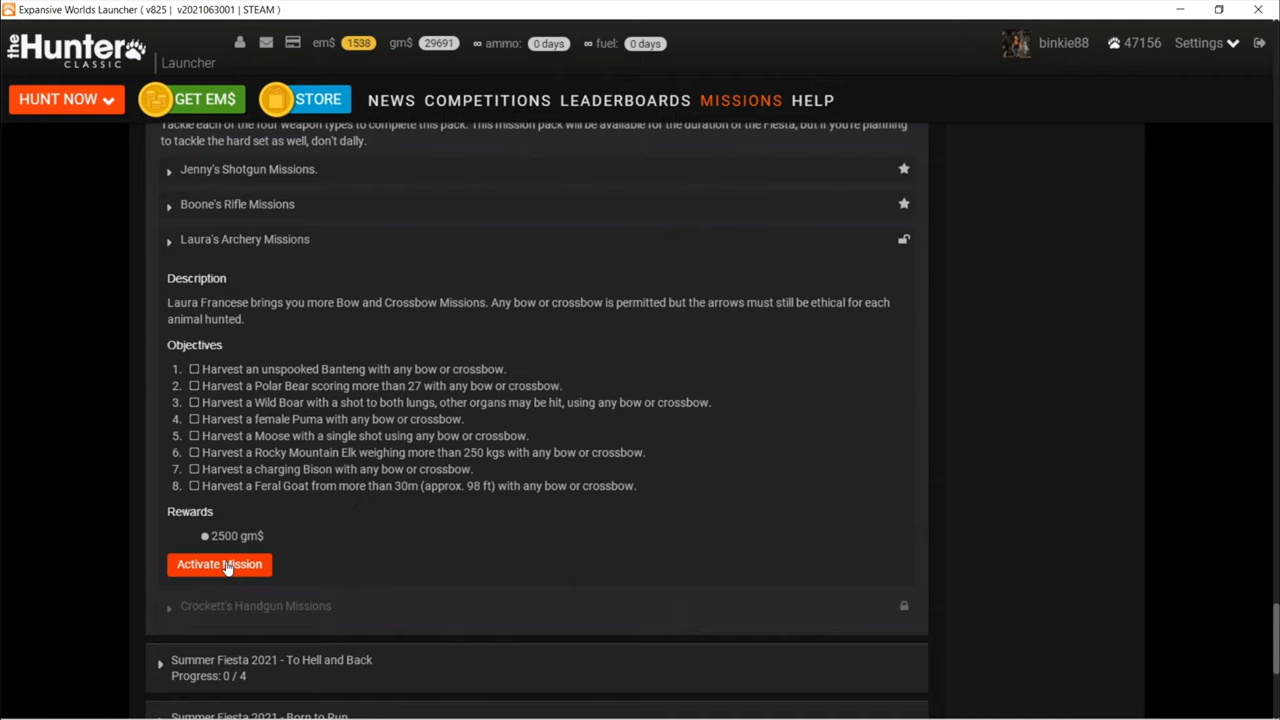 Expansive Worlds Launcher ( v825 | v2021063001 | STEAM )
theHunter CLASSIC Launcher em$ 1538 gm$ 29691 ∞ ammo: 0 days ∞ fuel: 0 days binkie88 47156 Settings
HUNT NOW GET EM$ STORE NEWS COMPETITIONS LEADERBOARDS MISSIONS HELP
Tackle each of the four weapon types to complete this pack. This mission pack will be available for the duration of the Fiesta, but if you're planning
to tackle the hard set as well, don't dally.
Jenny's Shotgun Missions.
Boone's Rifle Missions
Laura's Archery Missions
Description
Laura Francese brings you more Bow and Crossbow Missions. Any bow or crossbow is permitted but the arrows must still be ethical for each
animal hunted.
Objectives
1. Harvest an unspooked Banteng with any bow or crossbow.
2. Harvest a Polar Bear scoring more than 27 with any bow or crossbow.
3. Harvest a Wild Boar with a shot to both lungs, other organs may be hit, using any bow or crossbow.
4. Harvest a female Puma with any bow or crossbow.
5. Harvest a Moose with a single shot using any bow or crossbow.
6. Harvest a Rocky Mountain Elk weighing more than 250 kgs with any bow or crossbow.
7. Harvest a charging Bison with any bow or crossbow.
8. Harvest a Feral Goat from more than 30m (approx. 98 ft) with any bow or crossbow.
Rewards
2500 gm$
Activate Mission
Crockett's Handgun Missions
Summer Fiesta 2021 - To Hell and Back
Progress: 0 / 4
Summer Fiesta 2021 - Born to Run